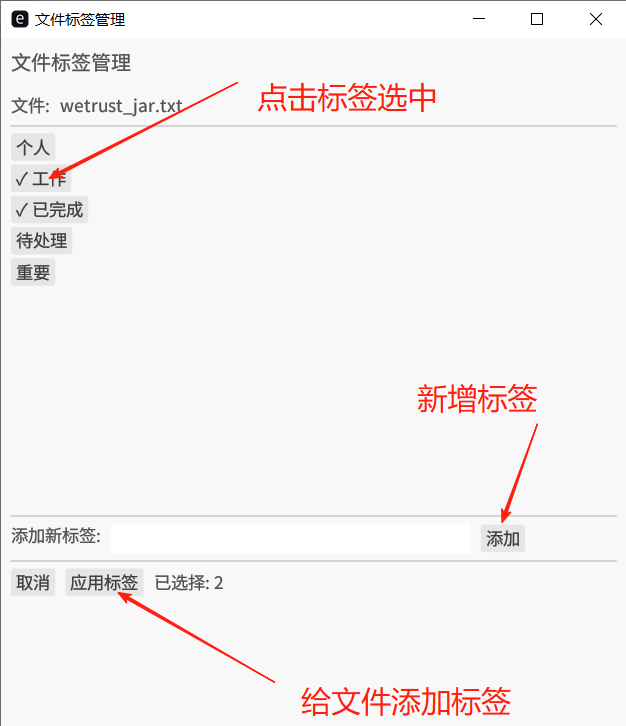 e 文件标签管理
文件标签管理
文件: wetrust_jar.txt
点击标签选中
个人
✓ 工作
✓ 已完成
待处理
重要
新增标签
添加新标签: 添加
取消 应用标签 已选择: 2
给文件添加标签